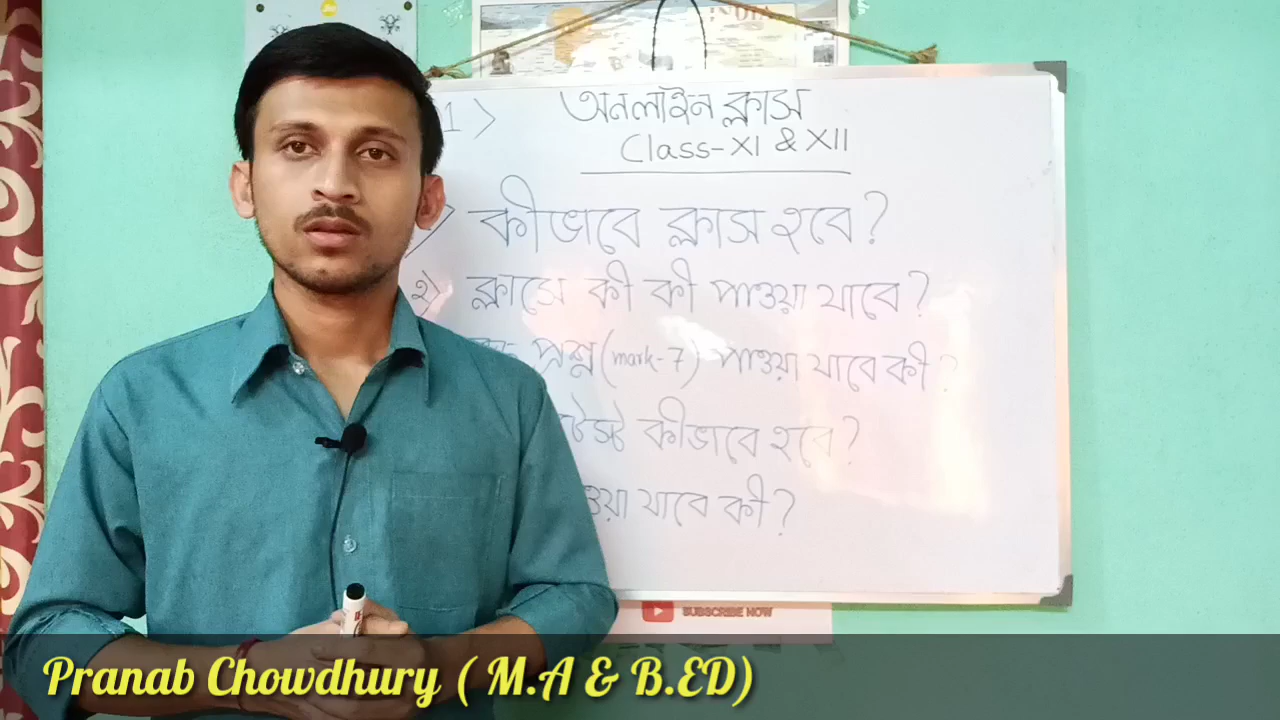 INDIA
1 > অনলাইন ক্লাস
Class-XI & XII
কীভাবে ক্লাস হবে?
২) ক্লাসে কী কী পাওয়া যাবে?
প্রশ্ন (mark-7) পাওয়া যাবে কী?
টেস্ট কীভাবে হবে?
যাবে কী?
SUBSCRIBE NOW
Pranab Chowdhury ( M.A & B.ED)